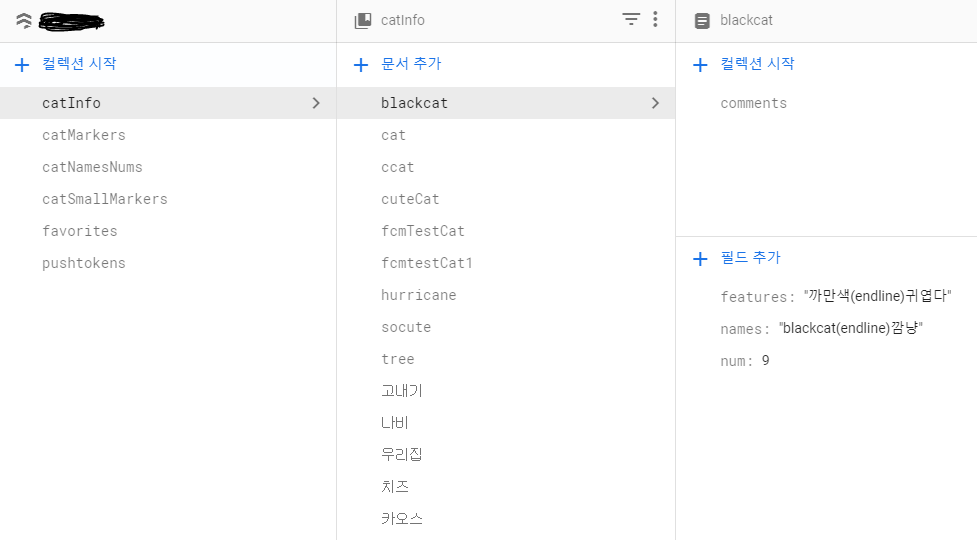 catInfo
blackcat
컬렉션 시작
문서 추가
컬렉션 시작
catInfo
catMarkers
catNamesNums
catSmallMarkers
favorites
pushtokens
blackcat
cat
ccat
cuteCat
fcmTestCat
fcmtestCat1
hurricane
socute
tree
고내기
나비
우리집
치즈
카오스
comments
필드 추가
features: "까만색(endline)귀엽다"
names: "blackcat(endline)깜냥"
num: 9